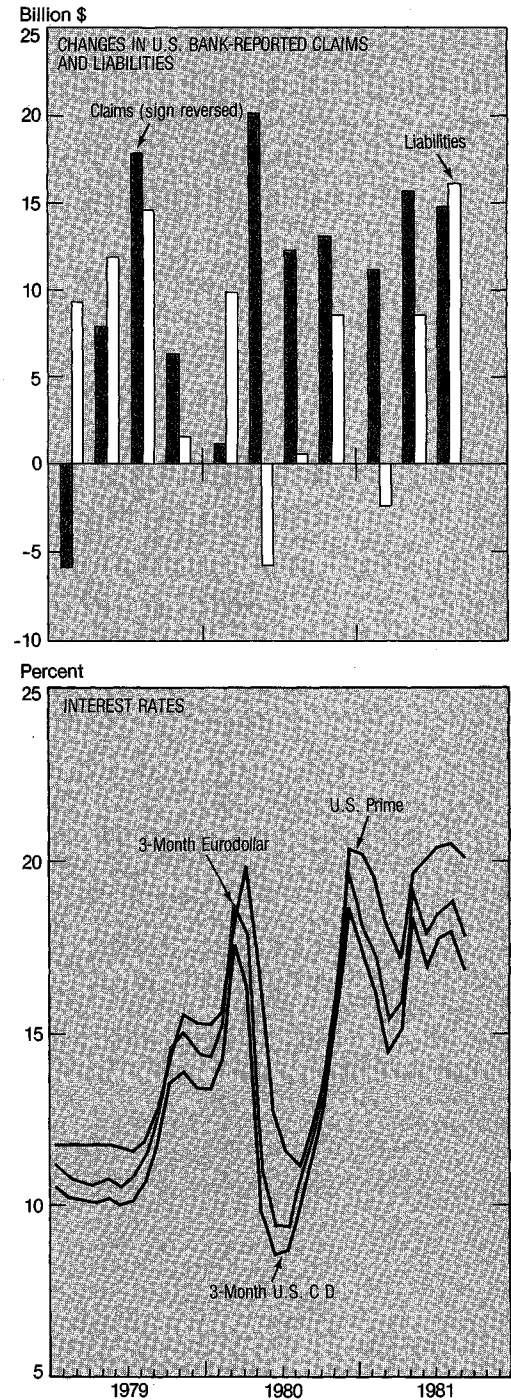 Billion $
25
CHANGES IN U.S. BANK-REPORTED CLAIMS
AND LIABILITIES
20
Claims (sign reversed)
Liabilities
15
10
5
0
-5
-10
Percent
25
INTEREST RATES
U.S. Prime
3-Month Eurodollar
20
15
10
3-Month U.S. C D
5
1979 1980 1981